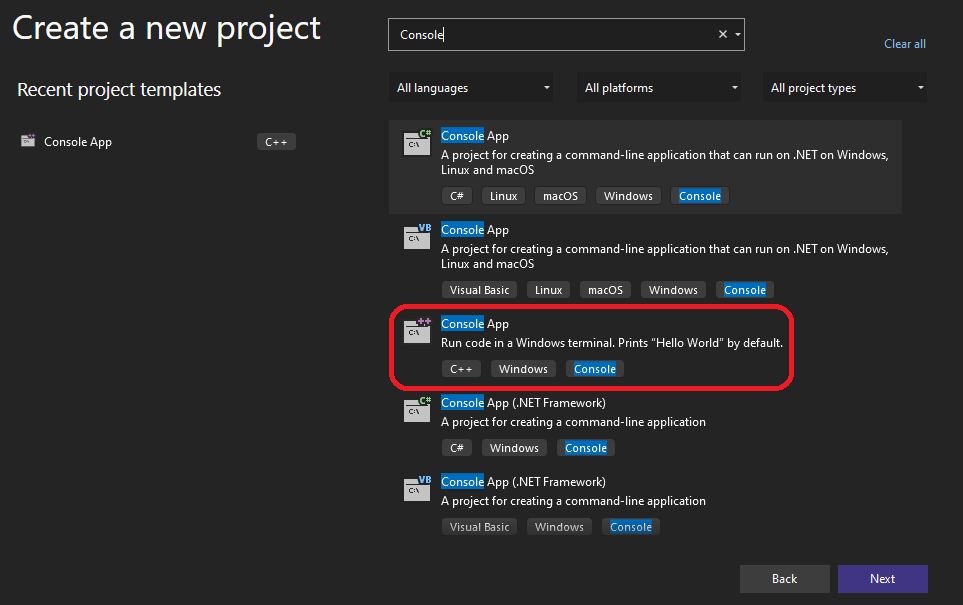 Create a new project
Console
Clear all
Recent project templates
All languages
All platforms
All project types
Console App
C++
C#
C:\
Console App
A project for creating a command-line application that can run on .NET on Windows,
Linux and macOS
C#
Linux
macOS
Windows
Console
VB
C:\
Console App
A project for creating a command-line application that can run on .NET on Windows,
Linux and macOS
Visual Basic
Linux
macOS
Windows
Console
++
C:\
Console App
Run code in a Windows terminal. Prints “Hello World” by default.
C++
Windows
Console
C#
C:\
Console App (.NET Framework)
A project for creating a command-line application
C#
Windows
Console
VB
C:\
Console App (.NET Framework)
A project for creating a command-line application
Visual Basic
Windows
Console
Back
Next